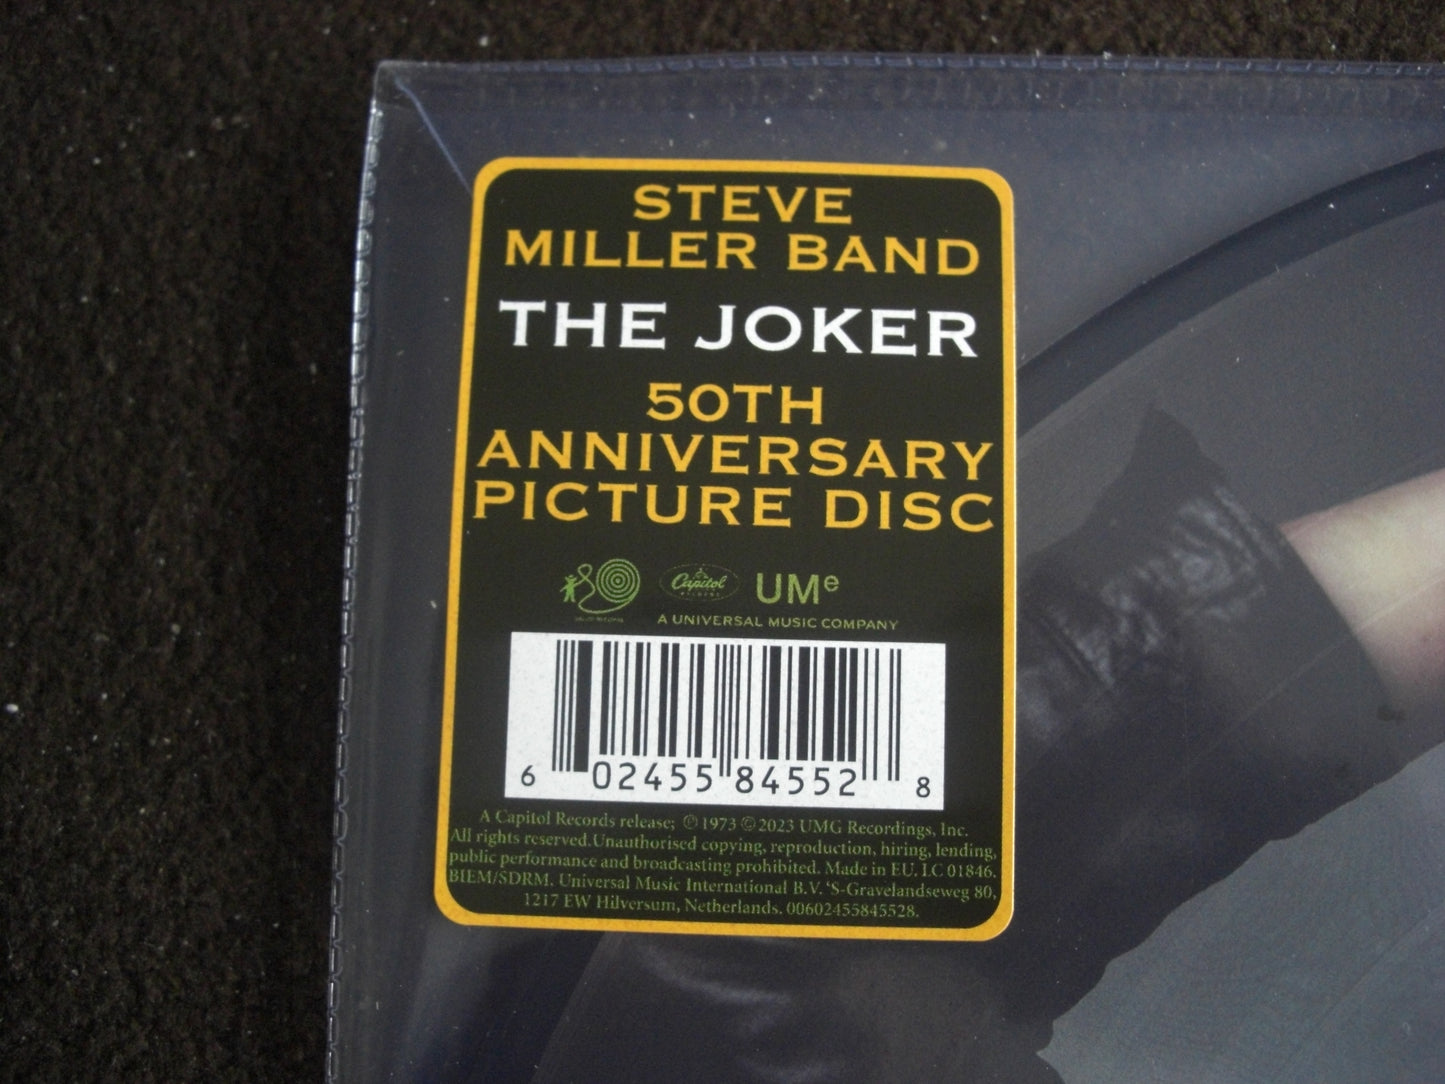 STEVE
MILLER BAND
THE JOKER
50TH
ANNIVERSARY
PICTURE DISC
Capitol
RECORDS
UMe
A UNIVERSAL MUSIC COMPANY
6 02455 84552 8
A Capitol Records release; ℗1973 ©2023 UMG Recordings, Inc.
All rights reserved.Unauthorised copying, reproduction, hiring, lending,
public performance and broadcasting prohibited. Made in EU. LC 01846.
BIEM/SDRM. Universal Music International B.V. 'S-Gravelandseweg 80,
1217 EW Hilversum, Netherlands. 00602455845528.